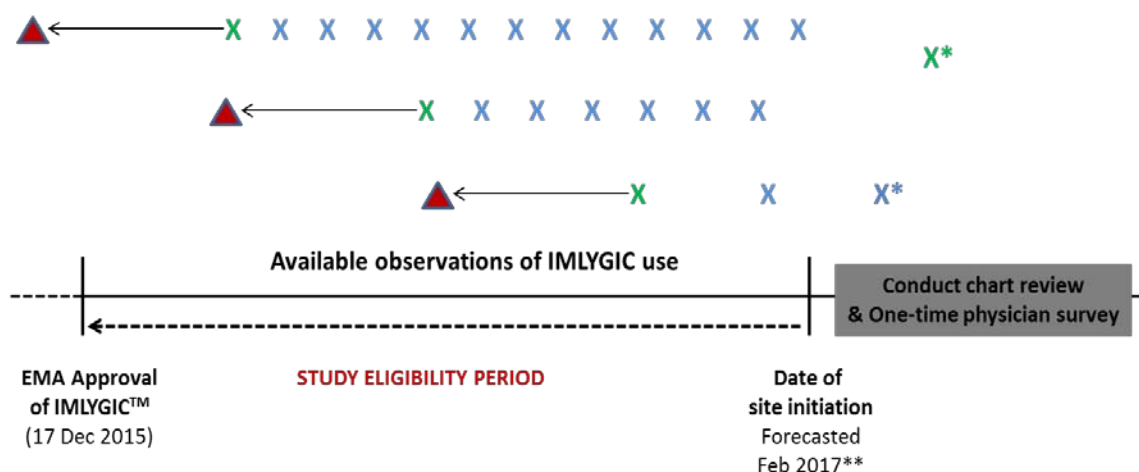 X X X X X X X X X X X X X
X*
X X X X X X X
X X X*
Available observations of IMLYGIC use
Conduct chart review
& One-time physician survey
EMA Approval
of IMLYGIC™
(17 Dec 2015)
STUDY ELIGIBILITY PERIOD
Date of
site initiation
Forecasted
Feb 2017**